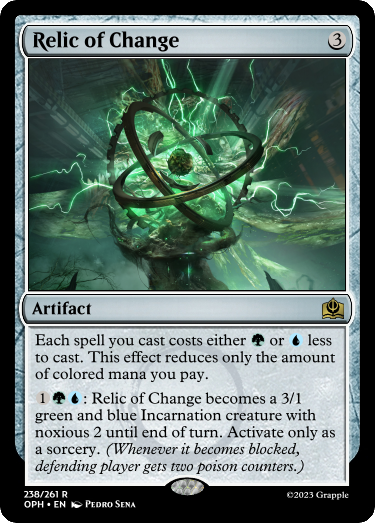 Relic of Change 3
Artifact
Each spell you cast costs either or less
to cast. This effect reduces only the amount
of colored mana you pay.
1 : Relic of Change becomes a 3/1
green and blue Incarnation creature with
noxious 2 until end of turn. Activate only as
a sorcery. (Whenever it becomes blocked,
defending player gets two poison counters.)
238/261 R
OPH • EN Pedro Sena ©2023 Grapple